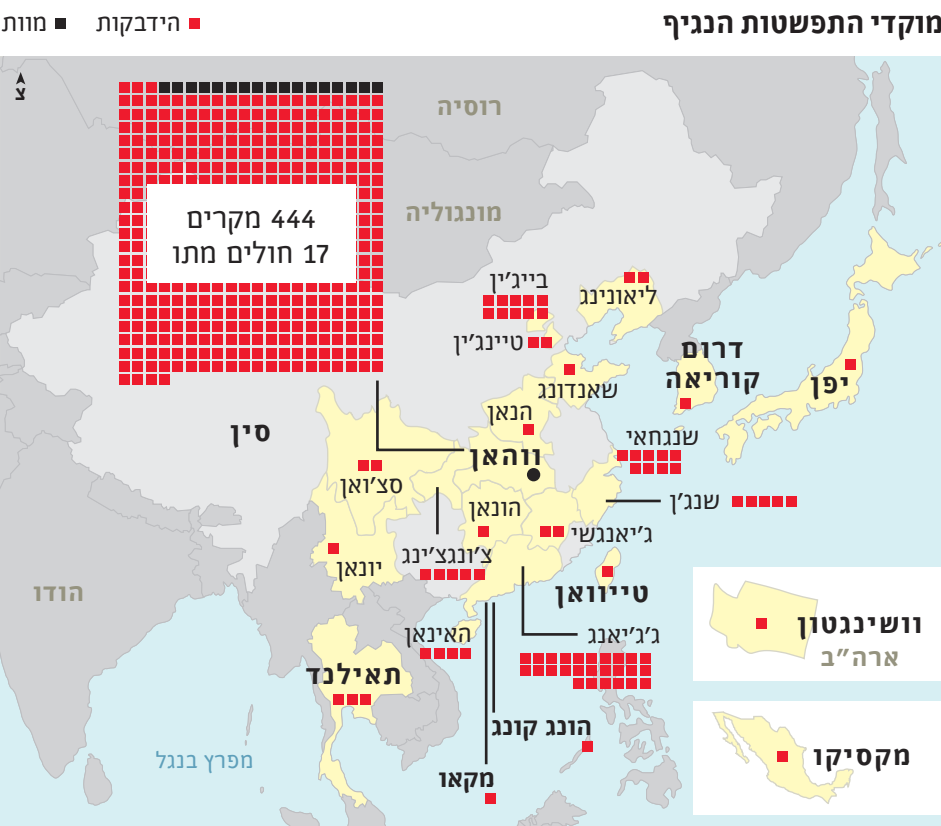 מוקדי התפשטות הנגיף
הידבקות
מוות
צ
רוסיה
מונגוליה
444 מקרים
17 חולים מתו
בייג'ין
ליאונינג
טיינג'ין
דרום
קוריאה
יפן
שאנדונג
הנאן
סין
ווהאן
שנגחאי
סצ'ואן
הונאן
שנג'ן
ג'יאנגשי
צ'ונגצ'ינג
יונאן
הודו
טייוואן
האינאן
ג'ג'יאנג
תאילנד
וושינגטון
ארה"ב
הונג קונג
מפרץ בנגל
מקאו
מקסיקו